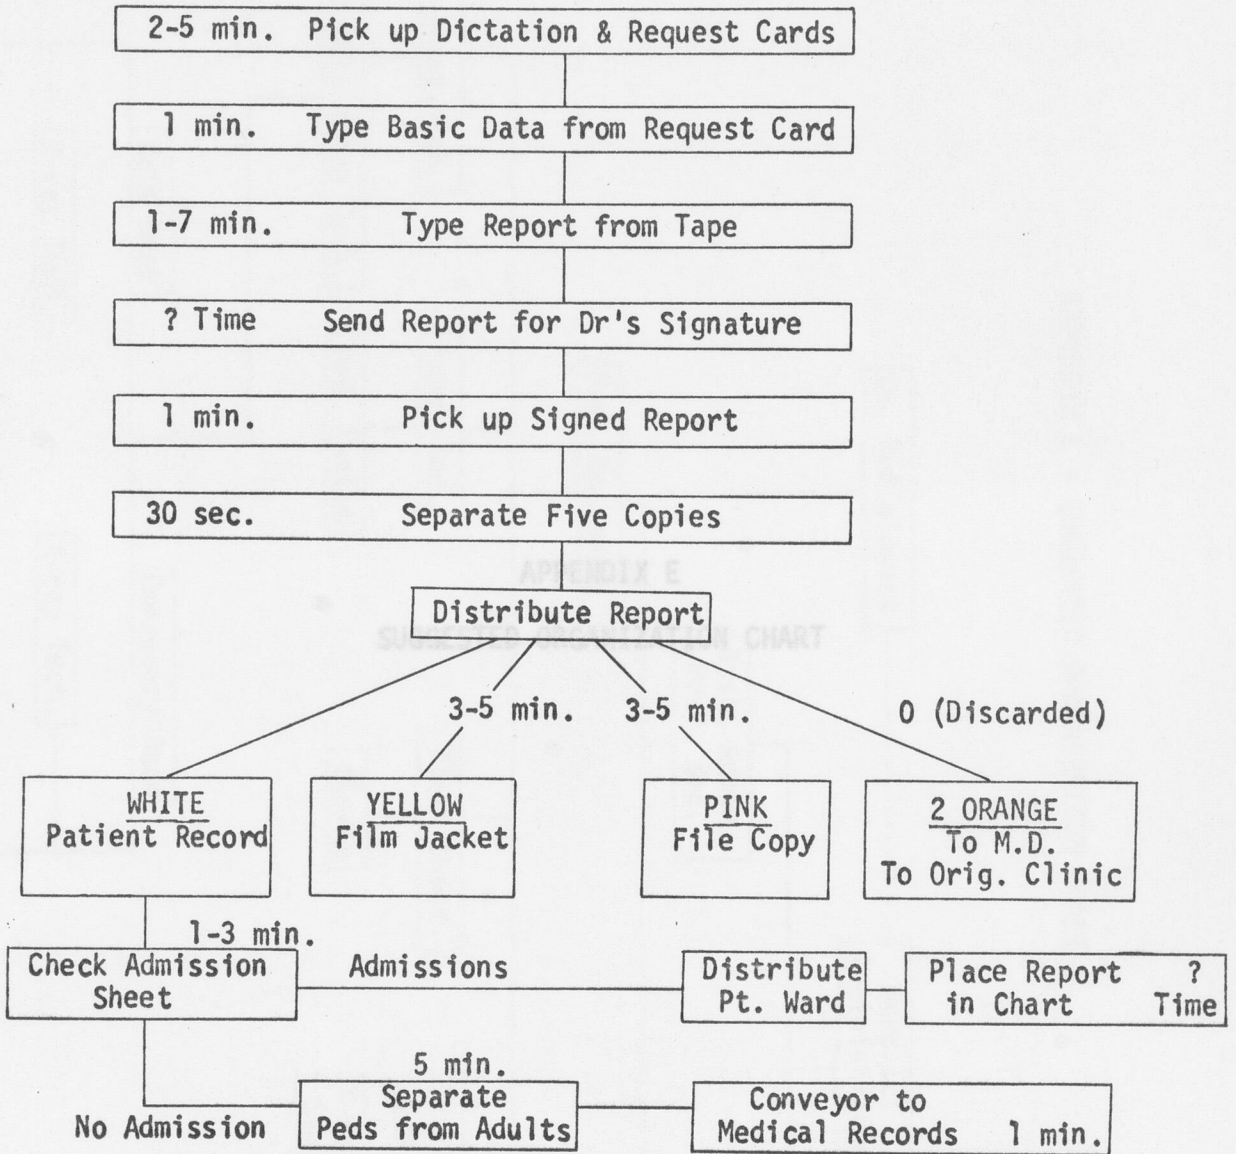 2-5 min. Pick up Dictation & Request Cards
1 min. Type Basic Data from Request Card
1-7 min. Type Report from Tape
? Time Send Report for Dr's Signature
1 min. Pick up Signed Report
30 sec. Separate Five Copies
APPENDIX E
Distribute Report
SUGGESTED ORGANIZATION CHART
3-5 min. 3-5 min. 0 (Discarded)
WHITE
Patient Record
YELLOW
Film Jacket
PINK
File Copy
2 ORANGE
To M.D.
To Orig. Clinic
1-3 min.
Check Admission
Sheet
Admissions
Distribute
Pt. Ward
Place Report ?
in Chart Time
No Admission
5 min.
Separate
Peds from Adults
Conveyor to
Medical Records 1 min.